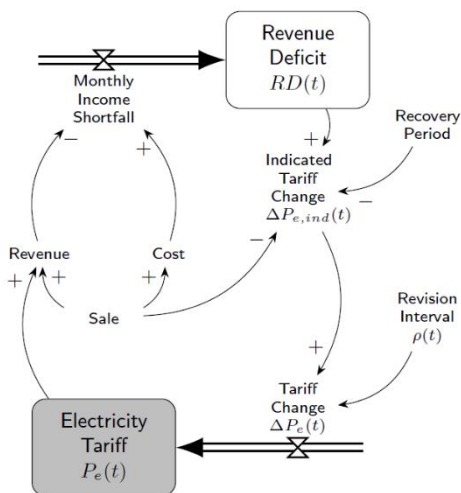 Revenue
Deficit
RD(t)
Monthly
Income
Shortfall
Recovery
Period
+
−
+
Indicated
Tariff
Change
ΔP_{e,ind}(t)
−
Revenue
Cost
−
+
+
+
Sale
Revision
Interval
ρ(t)
+
Tariff
Change
ΔP_e(t)
Electricity
Tariff
P_e(t)